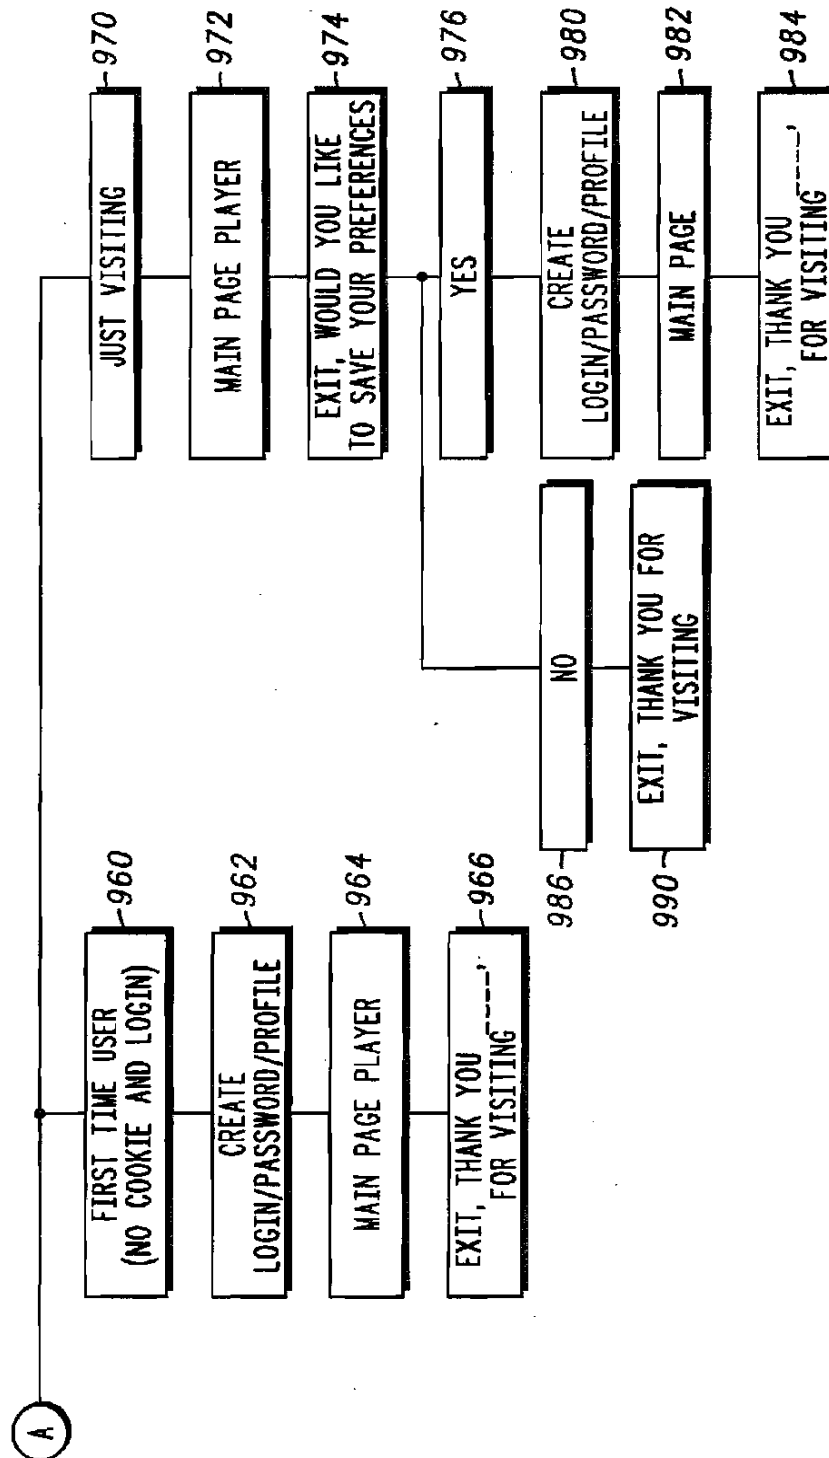 A
FIRST TIME USER
(NO COOKIE AND LOGIN)
960
CREATE
LOGIN/PASSWORD/PROFILE
962
MAIN PAGE PLAYER
964
EXIT, THANK YOU ____,
FOR VISITING
966
JUST VISITING
970
MAIN PAGE PLAYER
972
EXIT, WOULD YOU LIKE
TO SAVE YOUR PREFERENCES
974
YES
976
CREATE
LOGIN/PASSWORD/PROFILE
980
MAIN PAGE
982
EXIT, THANK YOU ____,
FOR VISITING
984
NO
986
EXIT, THANK YOU FOR
VISITING
990